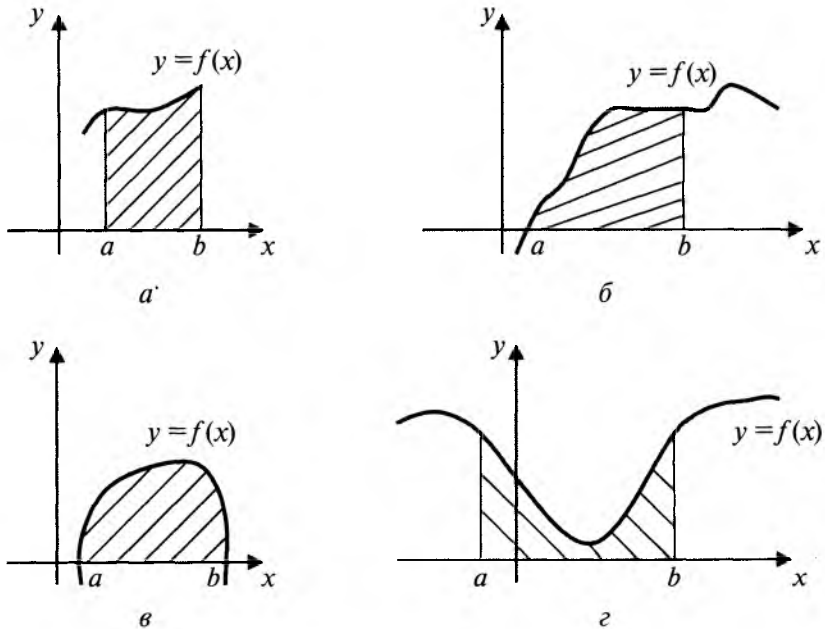 y
y = f(x)
a b x
а
y
y = f(x)
a b x
б
y
y = f(x)
a b x
в
y
y = f(x)
a b x
г